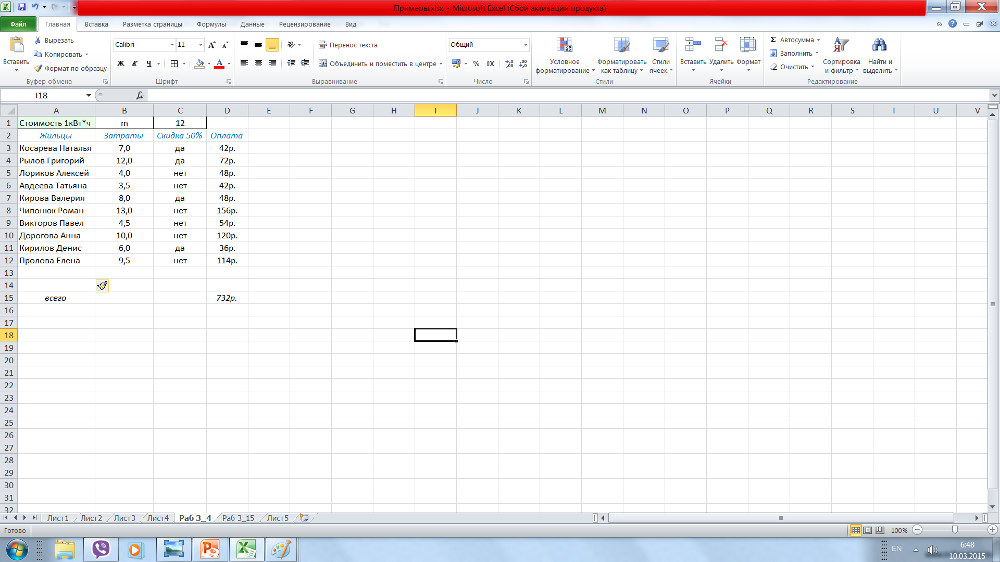 Примеры.xlsx - Microsoft Excel (Сбой активации продукта)
Файл Главная Вставка Разметка страницы Формулы Данные Рецензирование Вид
Вставить
Вырезать
Копировать
Формат по образцу
Буфер обмена
Calibri 11
Ж К Ч
Шрифт
Перенос текста
Объединить и поместить в центре
Выравнивание
Общий
% 000
Число
Условное форматирование
Форматировать как таблицу
Стили ячеек
Стили
Вставить Удалить Формат
Ячейки
Σ Автосумма
Заполнить
Очистить
Сортировка и фильтр
Найти и выделить
Редактирование
I18 fx
A B C D E F G H I J K L M N O P Q R S T U V
1 Стоимость 1кВт*ч m 12
2 Жильцы Затраты Скидка 50% Оплата
3 Косарева Наталья 7,0 да 42р.
4 Рылов Григорий 12,0 да 72р.
5 Лориков Алексей 4,0 нет 48р.
6 Авдеева Татьяна 3,5 нет 42р.
7 Кирова Валерия 8,0 да 48р.
8 Чипонюк Роман 13,0 нет 156р.
9 Викторов Павел 4,5 нет 54р.
10 Дорогова Анна 10,0 нет 120р.
11 Кирилов Денис 6,0 да 36р.
12 Пролова Елена 9,5 нет 114р.
13
14
15 всего 732р.
16
17
18
19
20
21
22
23
24
25
26
27
28
29
30
31
32
Лист1 Лист2 Лист3 Лист4 Раб 3_4 Раб 3_15 Лист5
Готово 100%
EN 6:48
10.03.2015